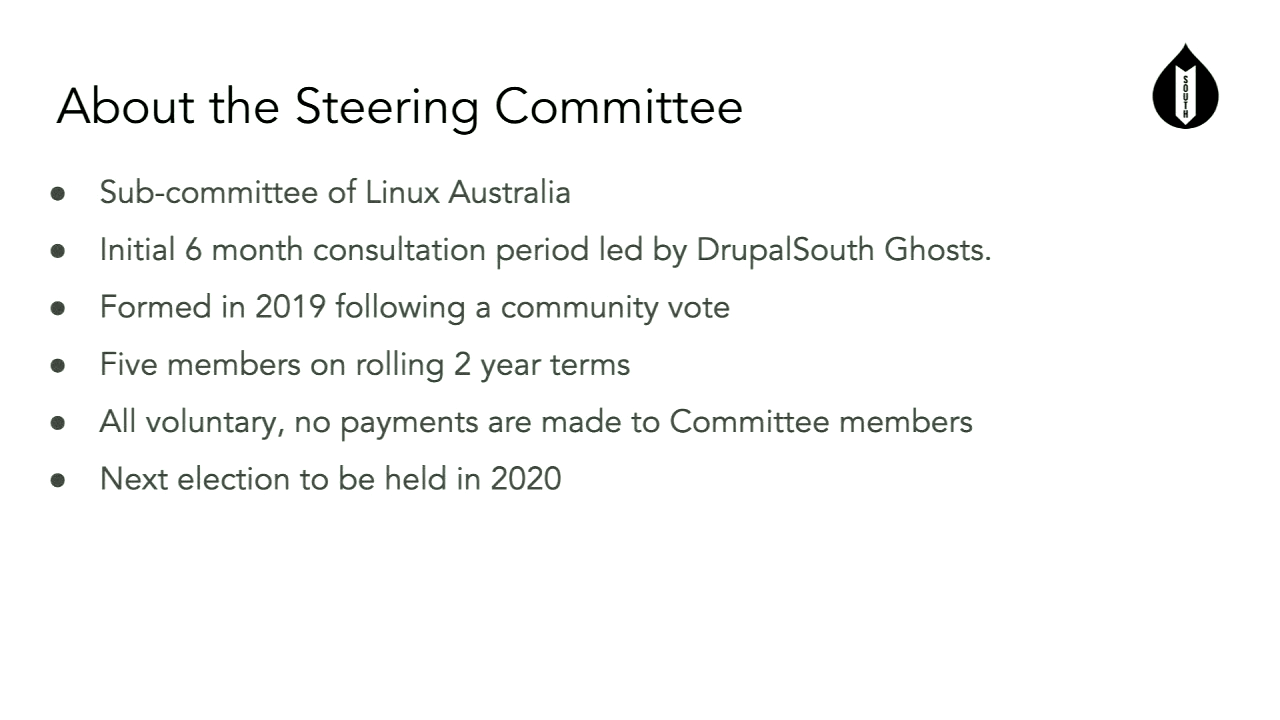 About the Steering Committee
SOUTH
● Sub-committee of Linux Australia
● Initial 6 month consultation period led by DrupalSouth Ghosts.
● Formed in 2019 following a community vote
● Five members on rolling 2 year terms
● All voluntary, no payments are made to Committee members
● Next election to be held in 2020